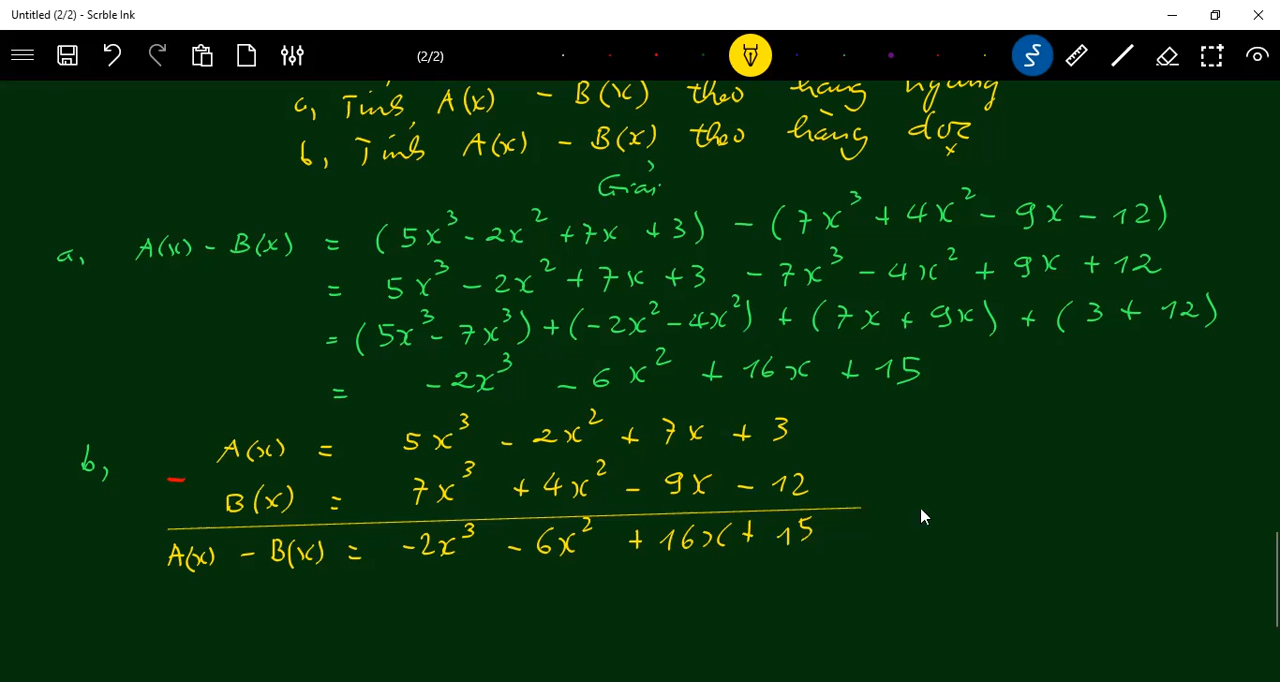 Untitled (2/2) - Scrble Ink
(2/2)
a, Tính A(x) - B(x) theo hàng ngang
b, Tính A(x) - B(x) theo hàng dọc
Giải
a, A(x) - B(x) = (5x³ - 2x² + 7x + 3) - (7x³ + 4x² - 9x - 12)
= 5x³ - 2x² + 7x + 3 - 7x³ - 4x² + 9x + 12
= (5x³ - 7x³) + (-2x² - 4x²) + (7x + 9x) + (3 + 12)
= -2x³ - 6x² + 16x + 15
b, A(x) = 5x³ - 2x² + 7x + 3
-
B(x) = 7x³ + 4x² - 9x - 12
A(x) - B(x) = -2x³ - 6x² + 16x + 15